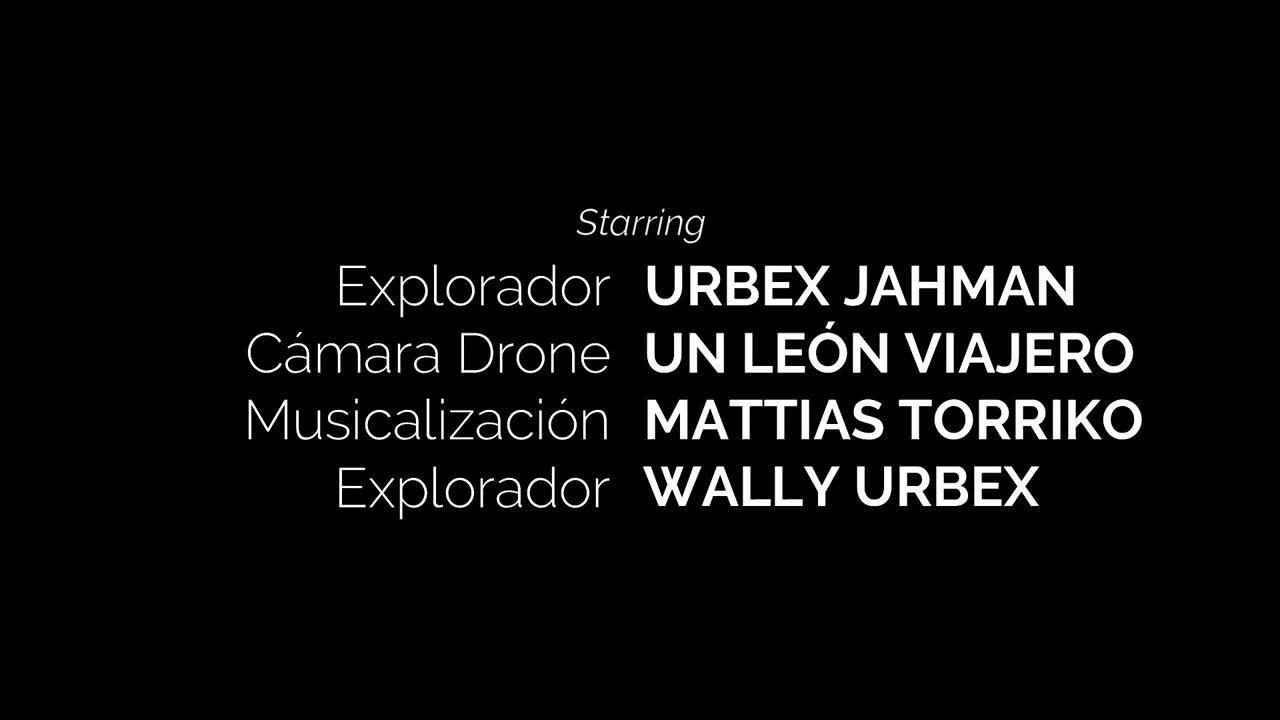 Starring
Explorador URBEX JAHMAN
Cámara Drone UN LEÓN VIAJERO
Musicalización MATTIAS TORRIKO
Explorador WALLY URBEX